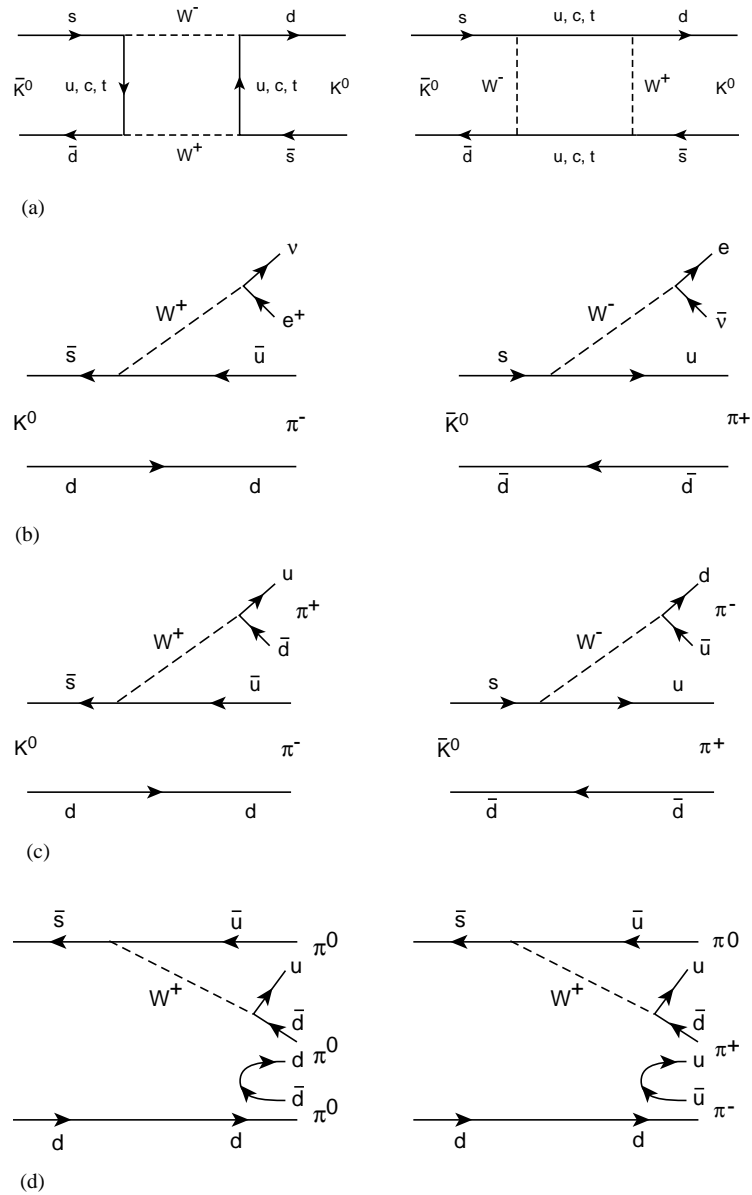 s W⁻ d
K̄⁰ u, c, t u, c, t K⁰
d̄ W⁺ s̄
s u, c, t d
K̄⁰ W⁻ W⁺ K⁰
d̄ u, c, t s̄
(a)
ν
W⁺ e⁺
s̄ ū
K⁰ π⁻
d d
e
W⁻ ν̄
s u
K̄⁰ π+
d̄ d̄
(b)
u
π⁺
W⁺ d̄
s̄ ū
K⁰ π⁻
d d
d
π⁻
W⁻ ū
s u
K̄⁰ π⁺
d̄ d̄
(c)
s̄ ū
π⁰
u
W⁺
d̄
π⁰
d
d̄
π⁰
d d
s̄ ū
π0
u
W⁺
d̄
π⁺
u
ū
π⁻
d d
(d)